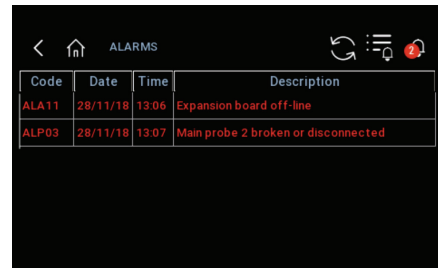 ALARMS
2
Code Date Time Description
ALA11 28/11/18 13:06 Expansion board off-line
ALP03 28/11/18 13:07 Main probe 2 broken or disconnected